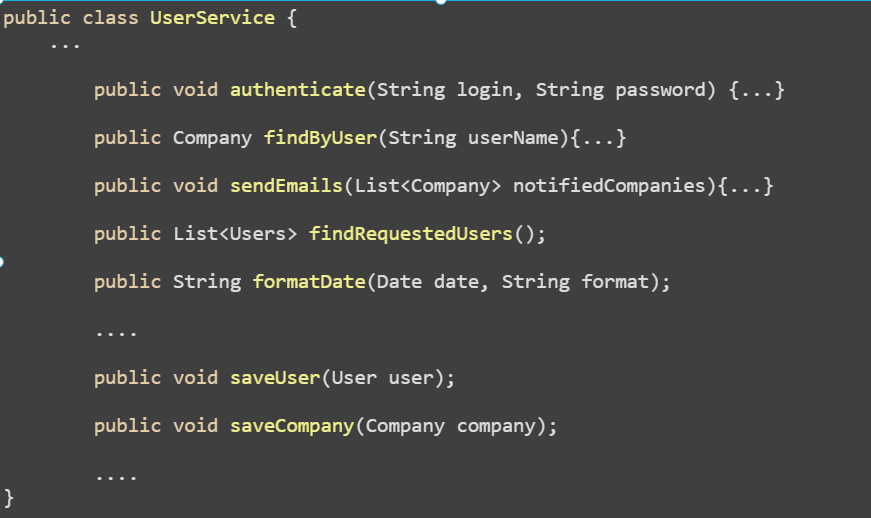 public class UserService {
...
public void authenticate(String login, String password) {...}
public Company findByUser(String userName){...}
public void sendEmails(List<Company> notifiedCompanies){...}
public List<Users> findRequestedUsers();
public String formatDate(Date date, String format);
....
public void saveUser(User user);
public void saveCompany(Company company);
....
}